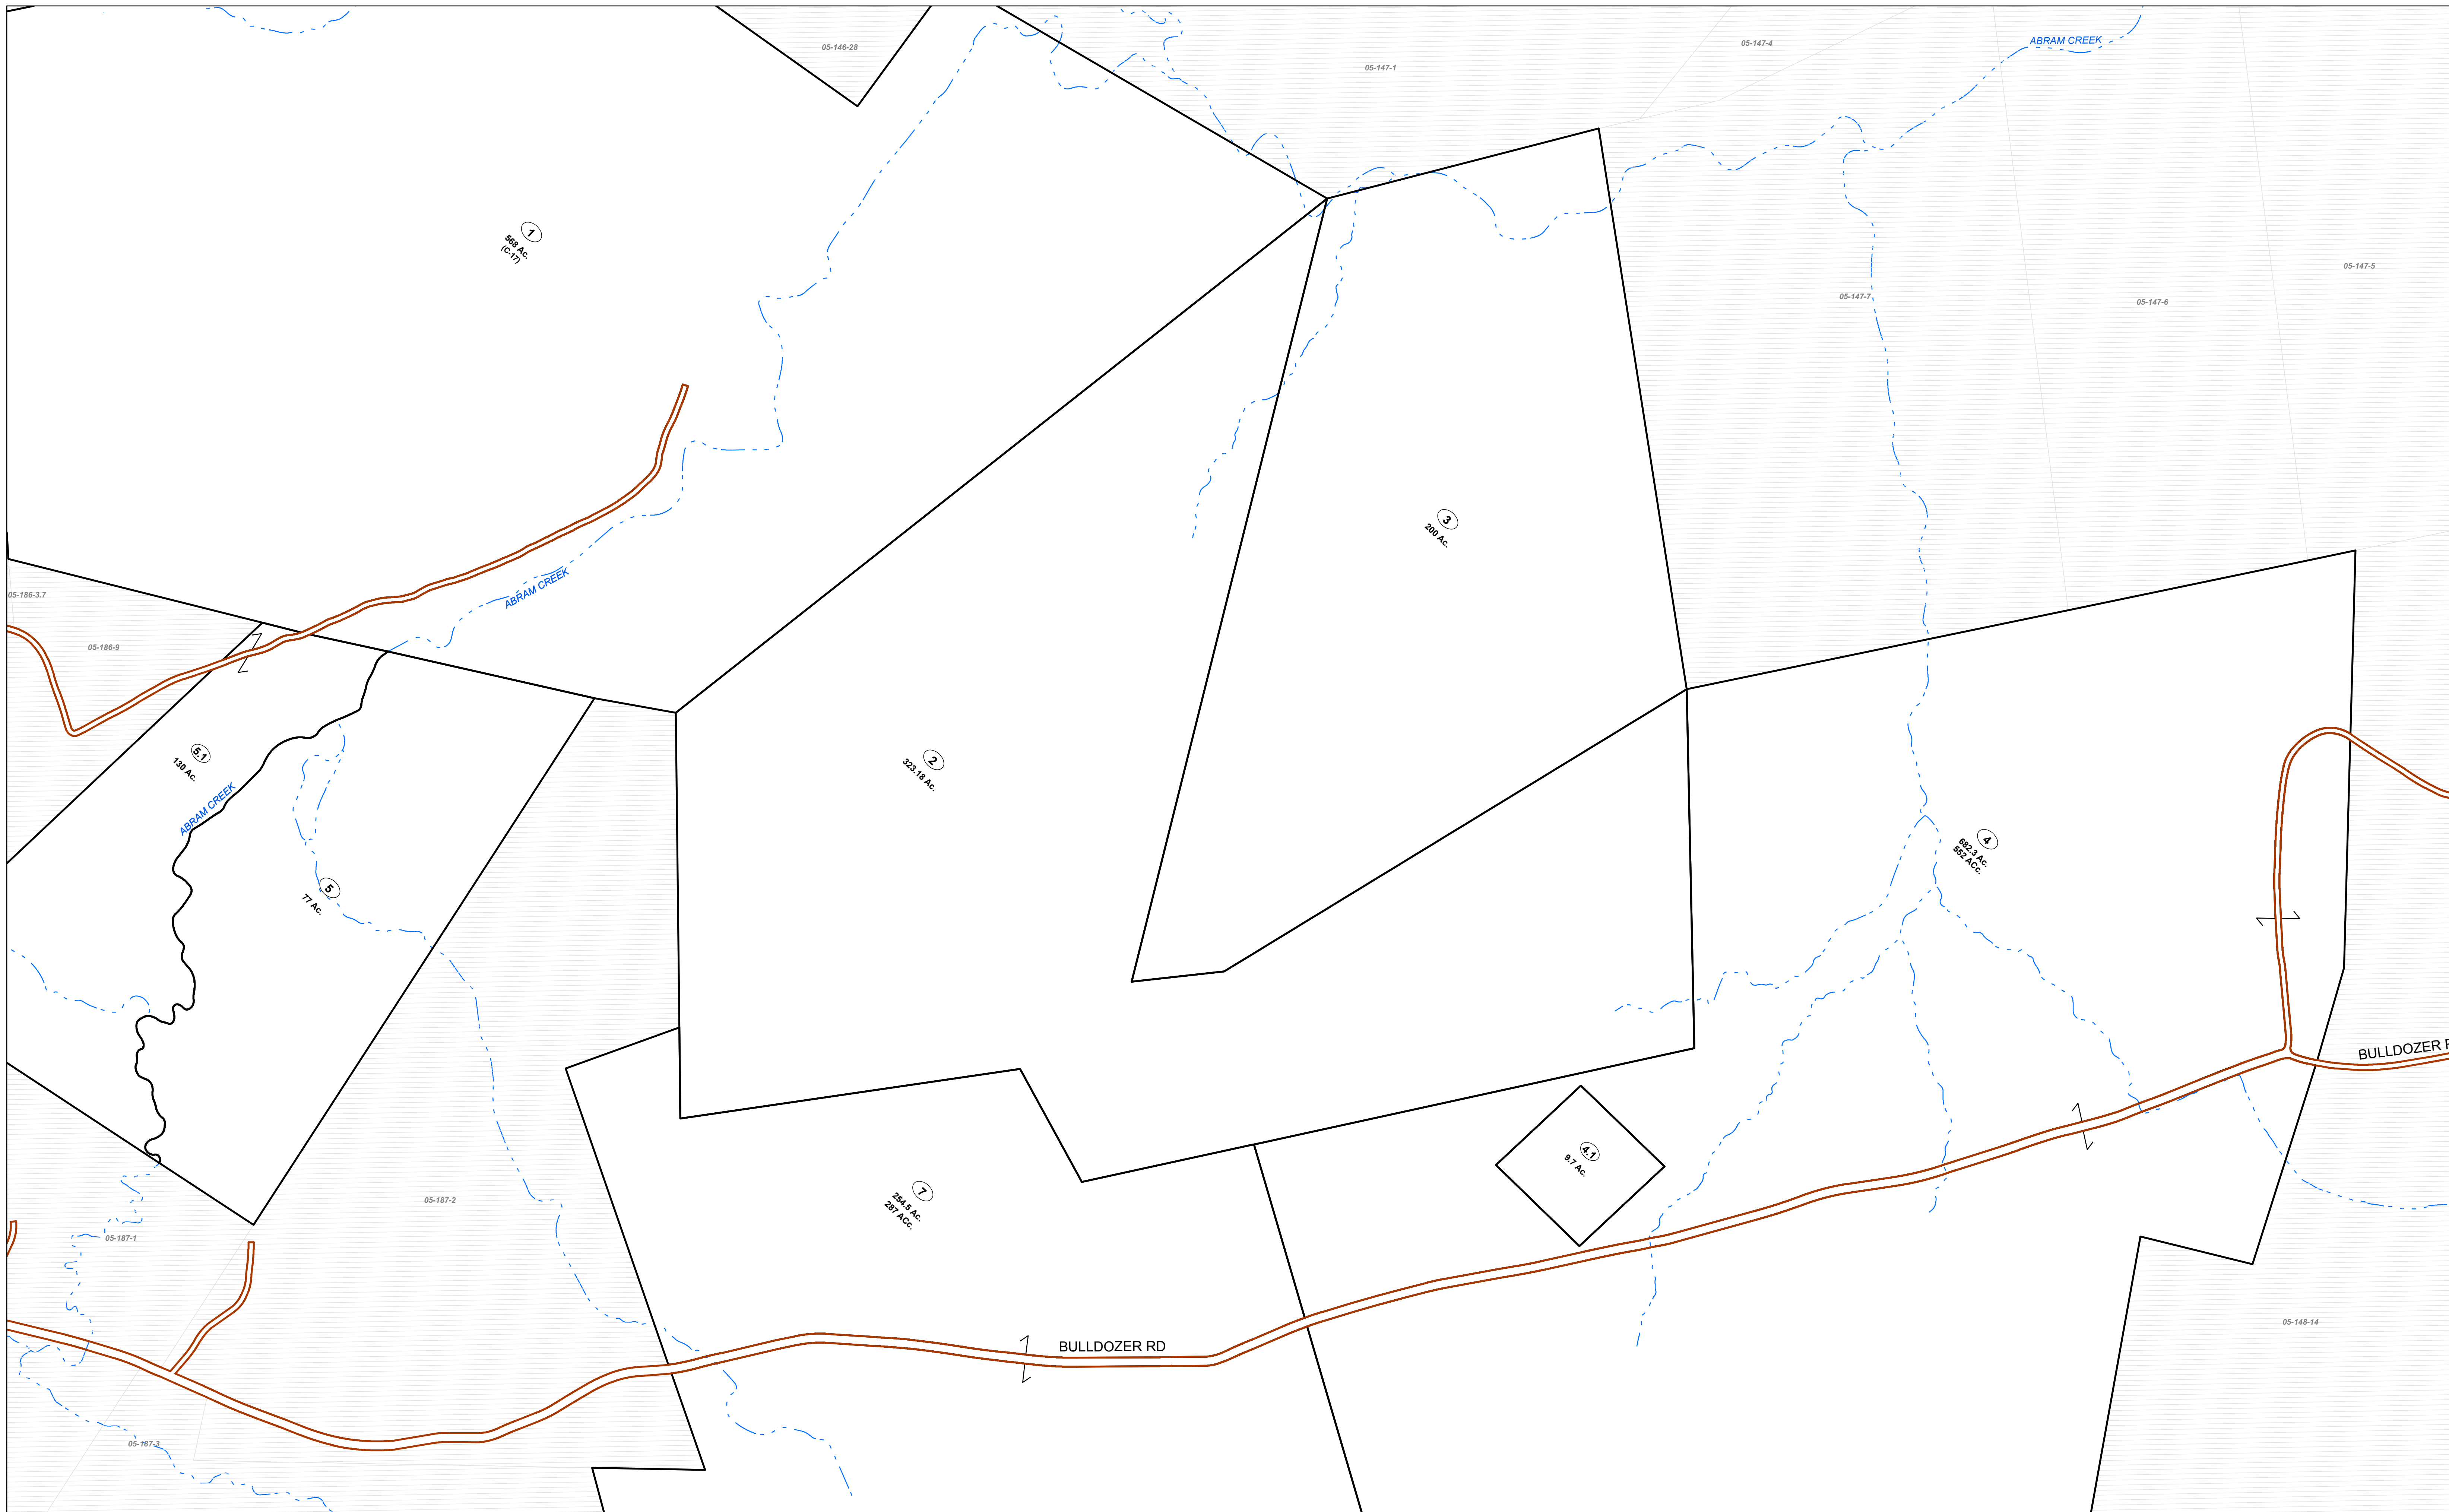 05-146-28
05-147-1
05-147-4
ABRAM CREEK
1
568 Ac.
(C-17)
05-147-5
05-147-7
05-147-6
3
200 Ac.
ABRAM CREEK
05-186-3.7
05-186-9
5.1
130 Ac.
2
323.18 Ac.
ABRAM CREEK
4
682.3 Ac.
552 ACc.
5
77 Ac.
BULLDOZER R
4.1
9.7 Ac.
7
254.5 Ac.
287 ACc.
05-187-2
05-187-1
05-148-14
BULLDOZER RD
05-187-3